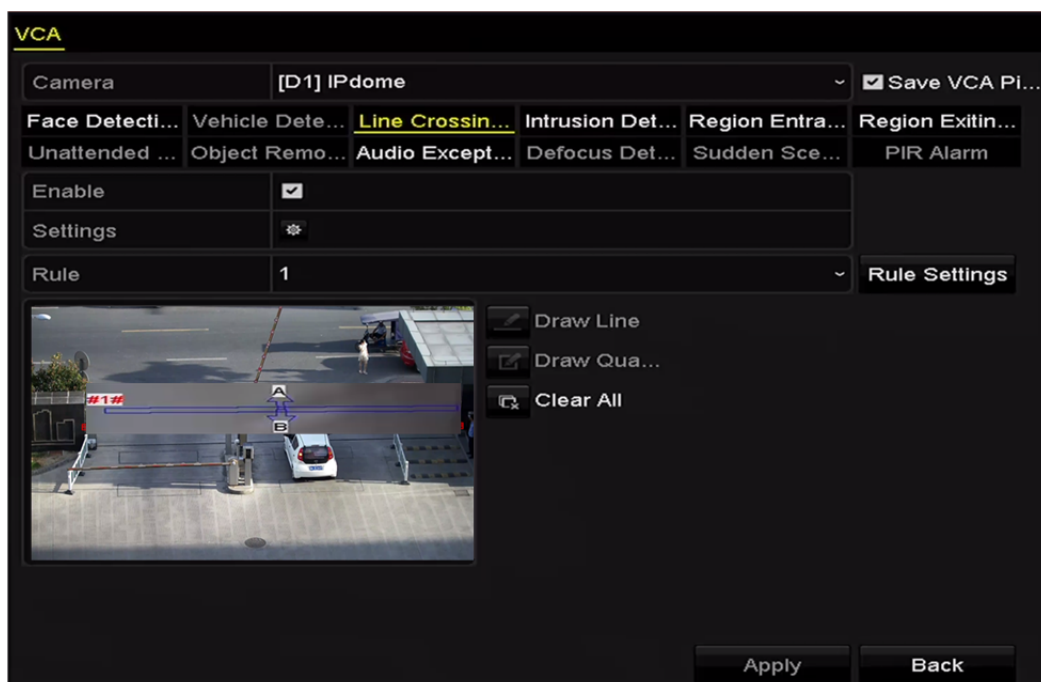 VCA
Camera [D1] IPdome Save VCA Pi...
Face Detecti... Vehicle Dete... Line Crossin... Intrusion Det... Region Entra... Region Exitin...
Unattended ... Object Remo... Audio Except... Defocus Det... Sudden Sce... PIR Alarm
Enable
Settings
Rule 1 Rule Settings
Draw Line
Draw Qua...
Clear All
#1#
A
B
Apply Back